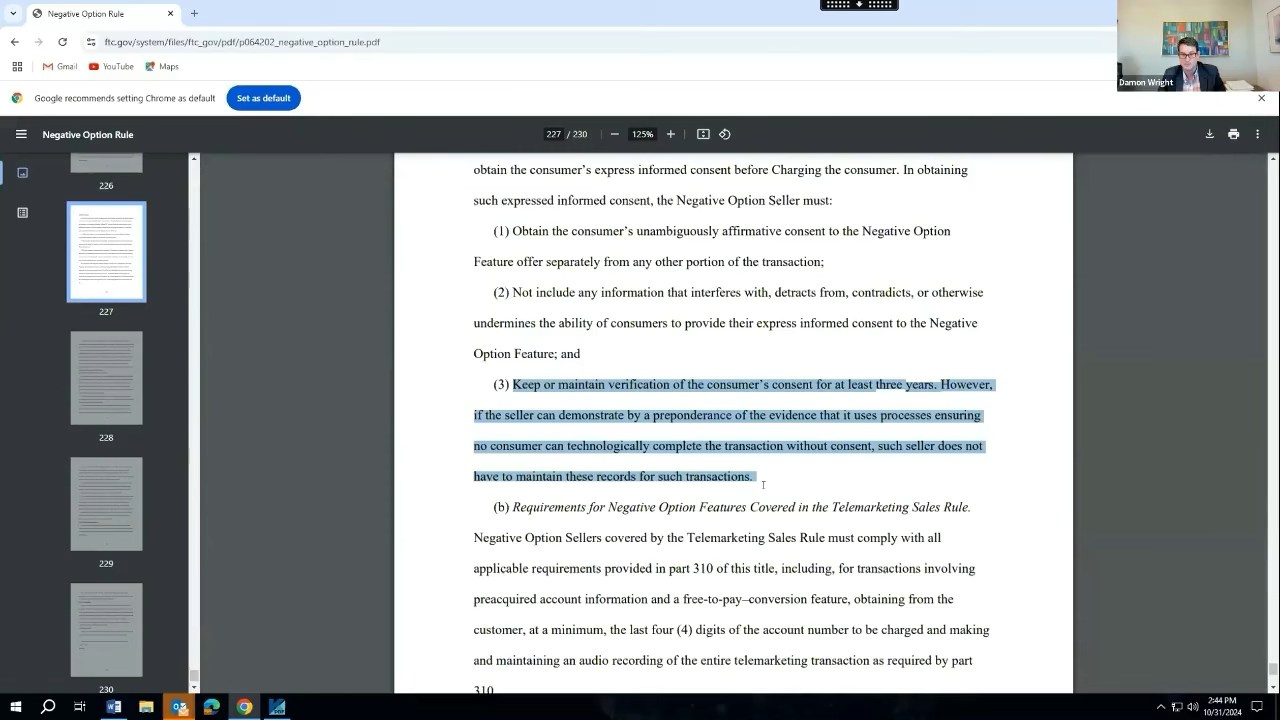 Negative Option Rule
ftc.gov/system/files/ftc_gov/pdf/p064202_negative_option_rule.pdf
Gmail YouTube Maps
Damon Wright
Google recommends setting Chrome as default Set as default
Negative Option Rule 227 / 230 125%
226
227
228
229
230
obtain the consumer’s express informed consent before Charging the consumer. In obtaining
such expressed informed consent, the Negative Option Seller must:
(1) Obtain the consumer’s unambiguously affirmative consent to the Negative Option
Feature offer separately from any other portion of the transaction;
(2) Not include any information that interferes with, detracts from, contradicts, or otherwise
undermines the ability of consumers to provide their express informed consent to the Negative
Option Feature; and
(3) Keep or maintain verification of the consumer’s consent for at least three years. However,
if the seller can demonstrate by a preponderance of the evidence that it uses processes ensuring
no consumer can technologically complete the transaction without consent, such seller does not
have to maintain these records for such transactions.
(b) Requirements for Negative Option Features Covered in the Telemarketing Sales Rule.
Negative Option Sellers covered by the Telemarketing Sales Rule must comply with all
applicable requirements provided in part 310 of this title, including, for transactions involving
preacquired account information and a free-to-pay–conversion feature, obtaining from the
customer, at a minimum, the last four (4) digits of the account number to be charged and making
and maintaining an audio recording of the entire telemarketing transaction as required by part
310
2:44 PM
10/31/2024